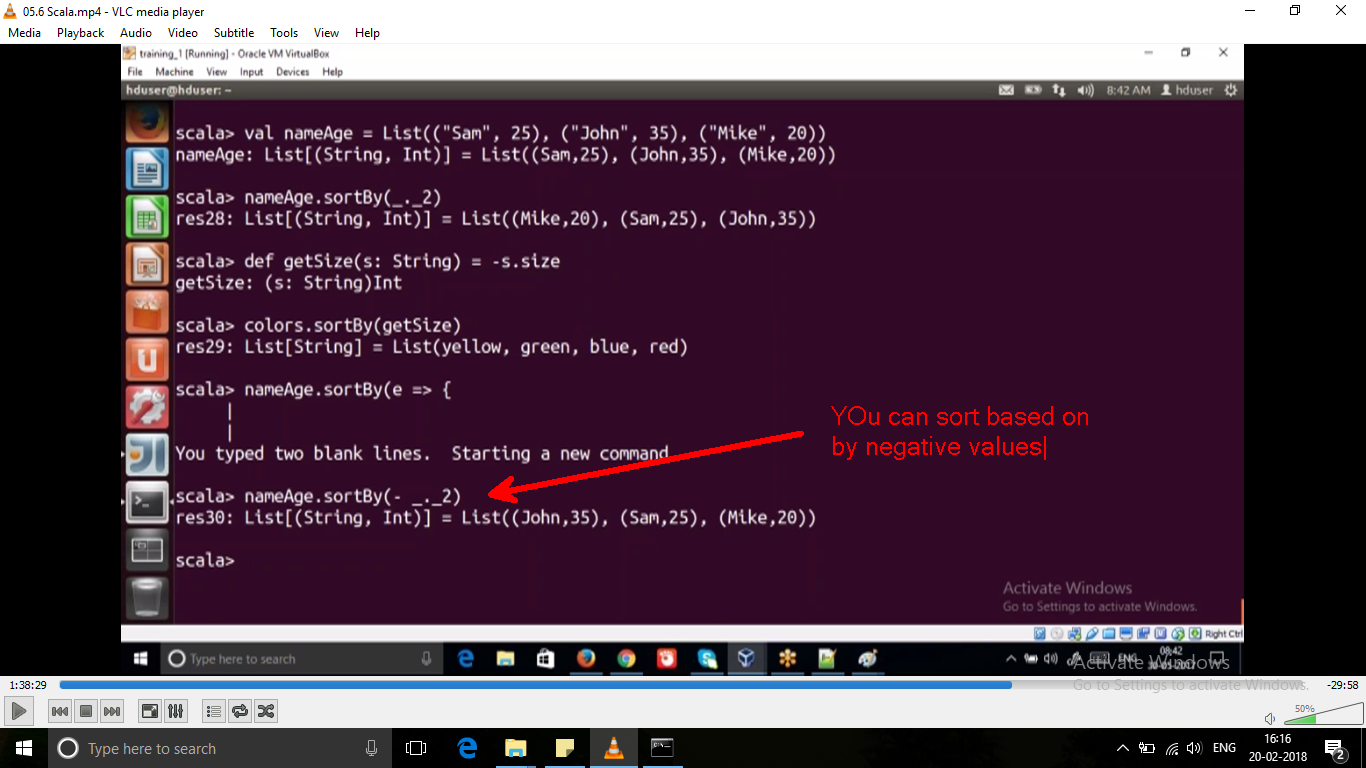 05.6 Scala.mp4 - VLC media player
Media Playback Audio Video Subtitle Tools View Help
training_1 [Running] - Oracle VM VirtualBox
File Machine View Input Devices Help
hduser@hduser: ~
8:42 AM hduser
scala> val nameAge = List(("Sam", 25), ("John", 35), ("Mike", 20))
nameAge: List[(String, Int)] = List((Sam,25), (John,35), (Mike,20))
scala> nameAge.sortBy(_._2)
res28: List[(String, Int)] = List((Mike,20), (Sam,25), (John,35))
scala> def getSize(s: String) = -s.size
getSize: (s: String)Int
scala> colors.sortBy(getSize)
res29: List[String] = List(yellow, green, blue, red)
scala> nameAge.sortBy(e => {
|
|
You typed two blank lines.  Starting a new command
YOu can sort based on
by negative values
scala> nameAge.sortBy(- _._2)
res30: List[(String, Int)] = List((John,35), (Sam,25), (Mike,20))
scala>
Activate Windows
Go to Settings to activate Windows.
Right Ctrl
Type here to search
ENG
08:42
Activate Windows
Go to Settings to activate Windows.
1:38:29
-29:58
50%
Type here to search
ENG
16:16
20-02-2018
2